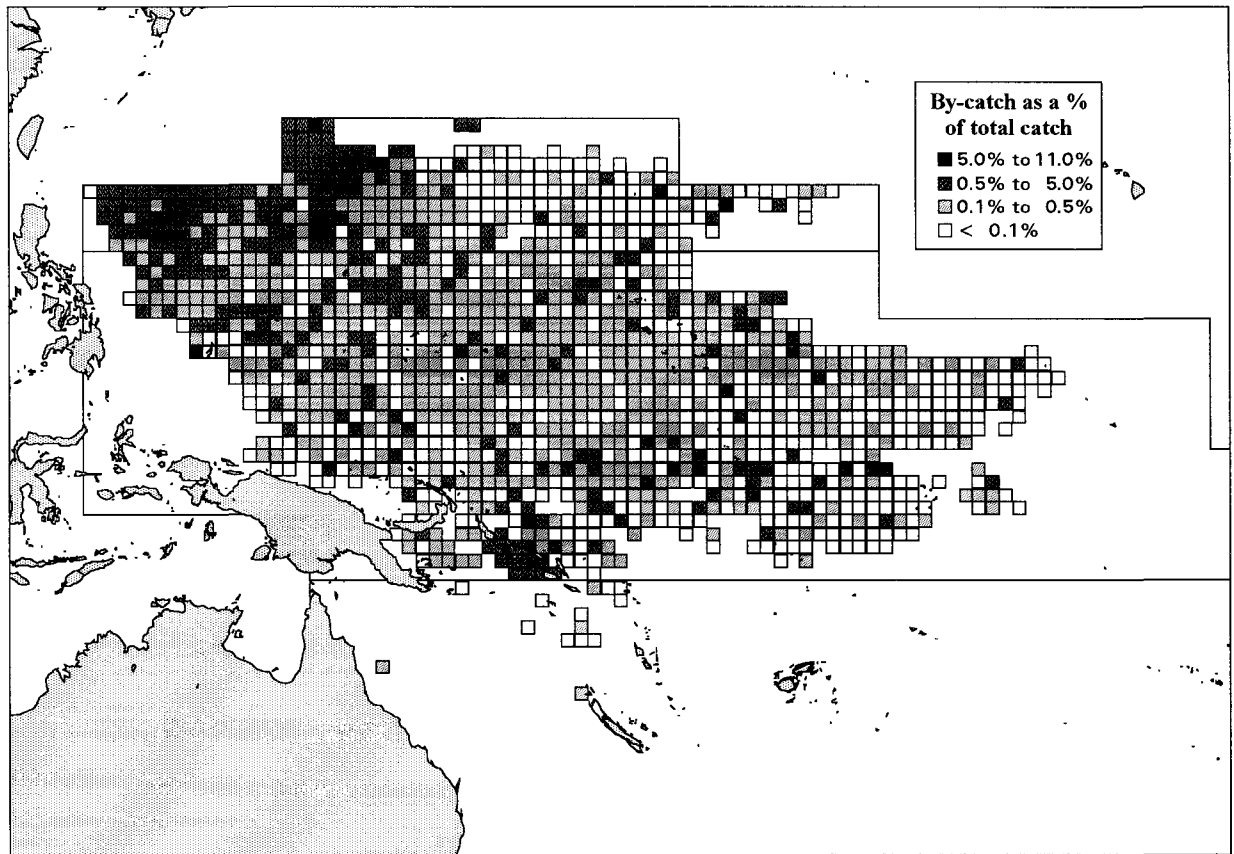 By-catch as a %
of total catch
5.0% to 11.0%
0.5% to 5.0%
0.1% to 0.5%
< 0.1%